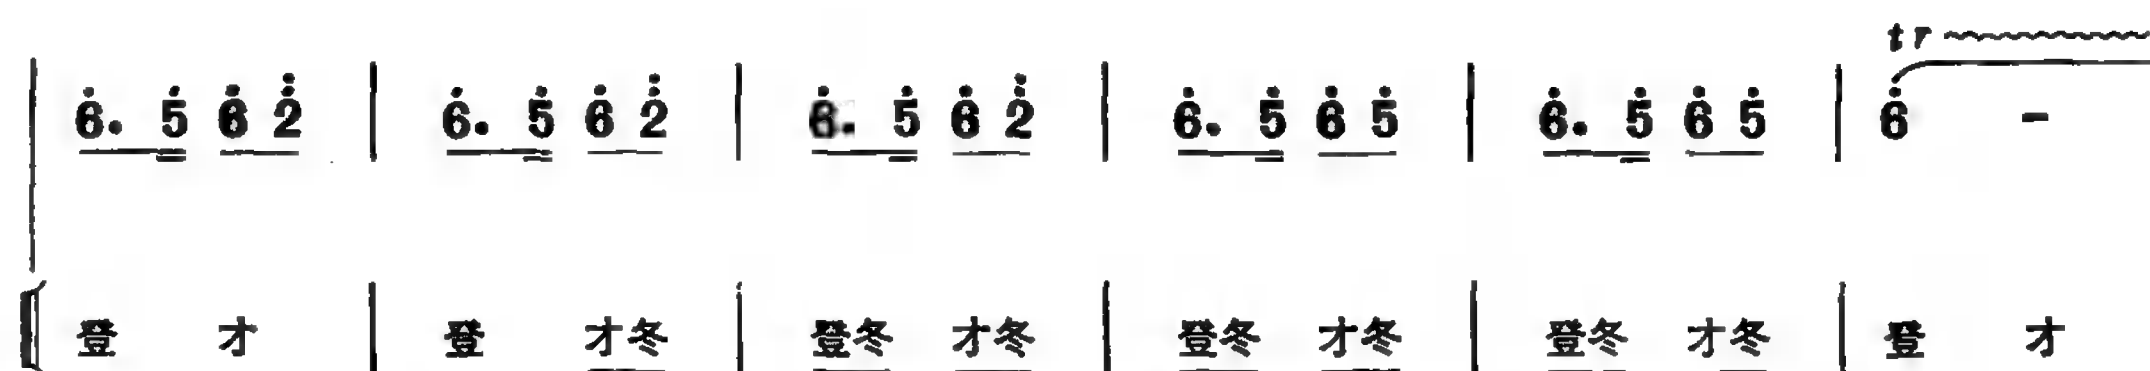 tr
6. 5 6 2 | 6. 5 6 2 | 6. 5 6 2 | 6. 5 6 5 | 6. 5 6 5 | 6 -
登 才 | 登 才冬 | 登冬 才冬 | 登冬 才冬 | 登冬 才冬 | 登 才